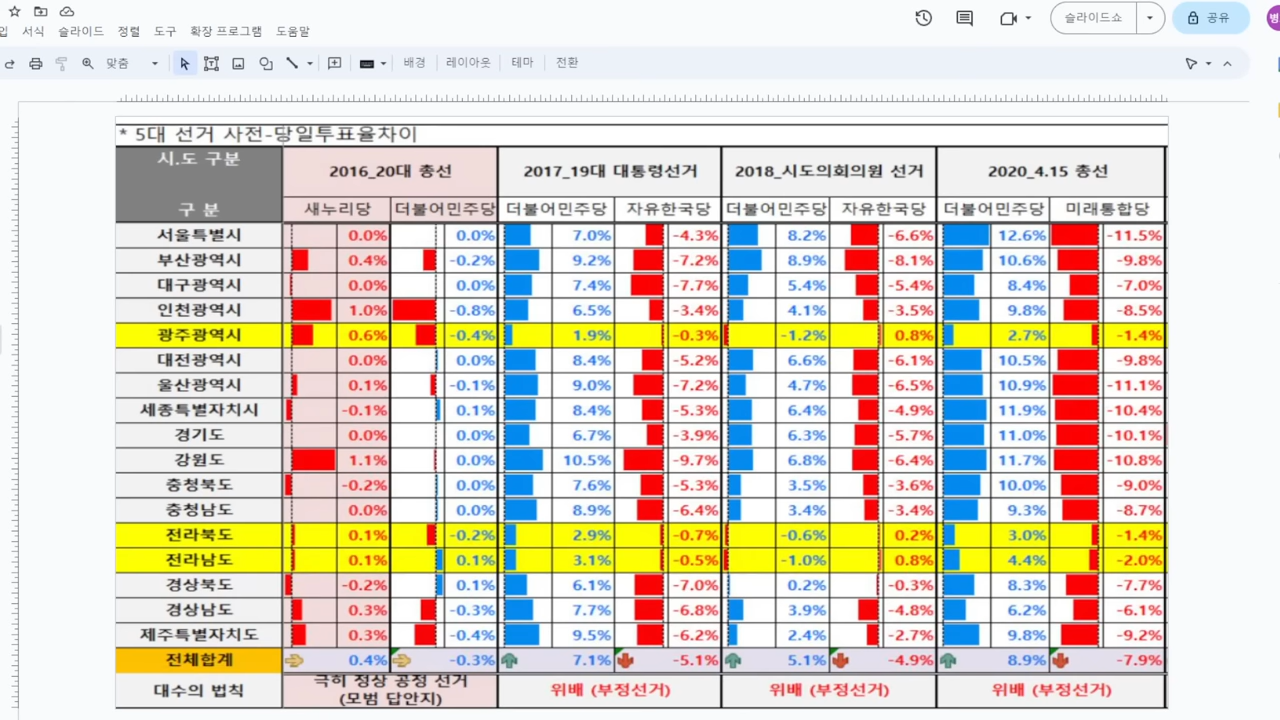 입 서식 슬라이드 정렬 도구 확장 프로그램 도움말
슬라이드쇼 공유
맞춤 배경 레이아웃 테마 전환
* 5대 선거 사전-당일투표율차이
시.도 구분 2016_20대 총선 2017_19대 대통령선거 2018_시도의회의원 선거 2020_4.15 총선
구 분 새누리당 더불어민주당 더불어민주당 자유한국당 더불어민주당 자유한국당 더불어민주당 미래통합당
서울특별시 0.0% 0.0% 7.0% -4.3% 8.2% -6.6% 12.6% -11.5%
부산광역시 0.4% -0.2% 9.2% -7.2% 8.9% -8.1% 10.6% -9.8%
대구광역시 0.0% 0.0% 7.4% -7.7% 5.4% -5.4% 8.4% -7.0%
인천광역시 1.0% -0.8% 6.5% -3.4% 4.1% -3.5% 9.8% -8.5%
광주광역시 0.6% -0.4% 1.9% -0.3% -1.2% 0.8% 2.7% -1.4%
대전광역시 0.0% 0.0% 8.4% -5.2% 6.6% -6.1% 10.5% -9.8%
울산광역시 0.1% -0.1% 9.0% -7.2% 4.7% -6.5% 10.9% -11.1%
세종특별자치시 -0.1% 0.1% 8.4% -5.3% 6.4% -4.9% 11.9% -10.4%
경기도 0.0% 0.0% 6.7% -3.9% 6.3% -5.7% 11.0% -10.1%
강원도 1.1% 0.0% 10.5% -9.7% 6.8% -6.4% 11.7% -10.8%
충청북도 -0.2% 0.0% 7.6% -5.3% 3.5% -3.6% 10.0% -9.0%
충청남도 0.0% 0.0% 8.9% -6.4% 3.4% -3.4% 9.3% -8.7%
전라북도 0.1% -0.2% 2.9% -0.7% -0.6% 0.2% 3.0% -1.4%
전라남도 0.1% 0.1% 3.1% -0.5% -1.0% 0.8% 4.4% -2.0%
경상북도 -0.2% 0.1% 6.1% -7.0% 0.2% -0.3% 8.3% -7.7%
경상남도 0.3% -0.3% 7.7% -6.8% 3.9% -4.8% 6.2% -6.1%
제주특별자치도 0.3% -0.4% 9.5% -6.2% 2.4% -2.7% 9.8% -9.2%
전체합계 0.4% -0.3% 7.1% -5.1% 5.1% -4.9% 8.9% -7.9%
대수의 법칙 극히 정상 공정 선거 위배 (부정선거) 위배 (부정선거) 위배 (부정선거)
(모범 답안지)